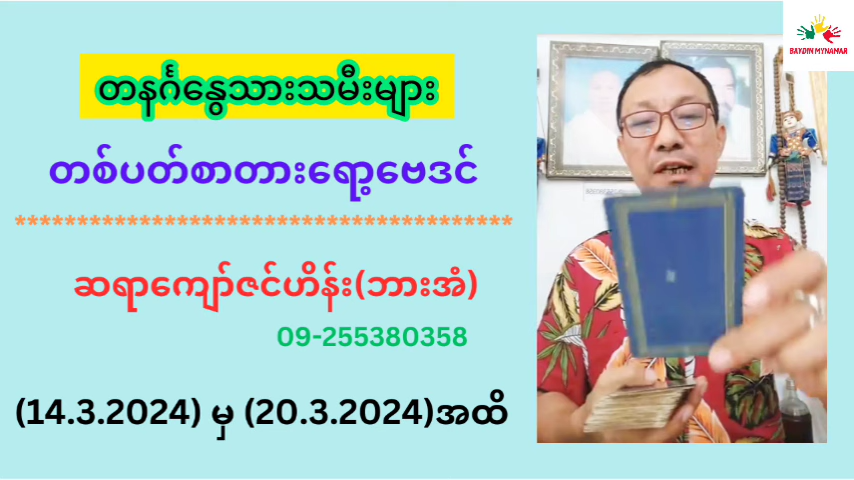 တနင်္ဂနွေသားသမီးများ
တစ်ပတ်စာတားရော့ဗေဒင်
****************************************
ဆရာကျော်ဇင်ဟိန်း(ဘားအံ)
09-255380358
(14.3.2024) မှ (20.3.2024)အထိ
BAYDIN MYNAMAR